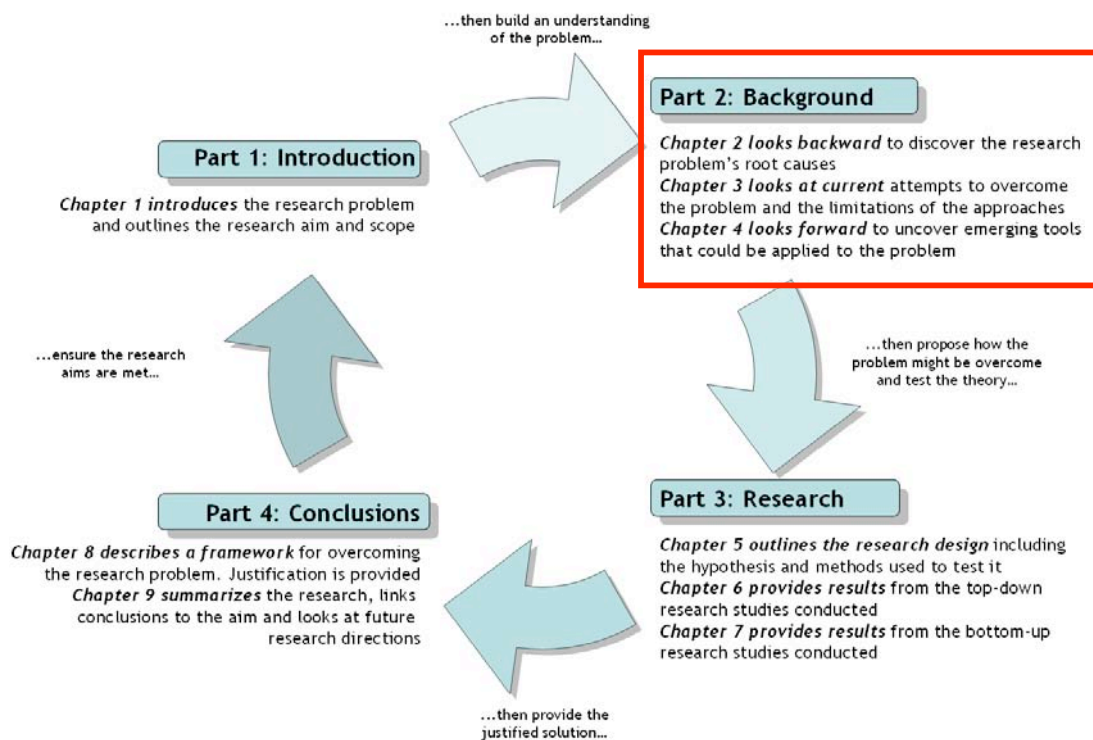 ...then build an understanding
of the problem...
Part 1: Introduction
Chapter 1 introduces the research problem
and outlines the research aim and scope
Part 2: Background
Chapter 2 looks backward to discover the research
problem's root causes
Chapter 3 looks at current attempts to overcome
the problem and the limitations of the approaches
Chapter 4 looks forward to uncover emerging tools
that could be applied to the problem
...ensure the research
aims are met...
...then propose how the
problem might be overcome
and test the theory...
Part 4: Conclusions
Chapter 8 describes a framework for overcoming
the research problem. Justification is provided
Chapter 9 summarizes the research, links
conclusions to the aim and looks at future
research directions
Part 3: Research
Chapter 5 outlines the research design including
the hypothesis and methods used to test it
Chapter 6 provides results from the top-down
research studies conducted
Chapter 7 provides results from the bottom-up
research studies conducted
...then provide the
justified solution...